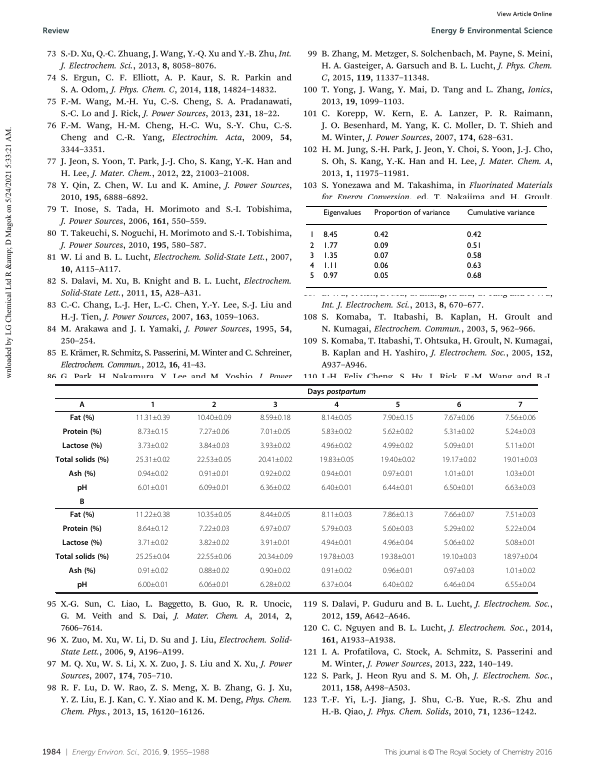 View Article Online
Review
Energy & Environmental Science
wnloaded by LG Chemical Ltd R &amp; D Magok on 5/24/2021 5:33:21 AM.
73 S.-D. Xu, Q.-C. Zhuang, J. Wang, Y.-Q. Xu and Y.-B. Zhu, Int.
J. Electrochem. Sci., 2013, 8, 8058–8076.
74 S. Ergun, C. F. Elliott, A. P. Kaur, S. R. Parkin and
S. A. Odom, J. Phys. Chem. C, 2014, 118, 14824–14832.
75 F.-M. Wang, M.-H. Yu, C.-S. Cheng, S. A. Pradanawati,
S.-C. Lo and J. Rick, J. Power Sources, 2013, 231, 18–22.
76 F.-M. Wang, H.-M. Cheng, H.-C. Wu, S.-Y. Chu, C.-S.
Cheng and C.-R. Yang, Electrochim. Acta, 2009, 54,
3344–3351.
77 J. Jeon, S. Yoon, T. Park, J.-J. Cho, S. Kang, Y.-K. Han and
H. Lee, J. Mater. Chem., 2012, 22, 21003–21008.
78 Y. Qin, Z. Chen, W. Lu and K. Amine, J. Power Sources,
2010, 195, 6888–6892.
79 T. Inose, S. Tada, H. Morimoto and S.-I. Tobishima,
J. Power Sources, 2006, 161, 550–559.
80 T. Takeuchi, S. Noguchi, H. Morimoto and S.-I. Tobishima,
J. Power Sources, 2010, 195, 580–587.
81 W. Li and B. L. Lucht, Electrochem. Solid-State Lett., 2007,
10, A115–A117.
82 S. Dalavi, M. Xu, B. Knight and B. L. Lucht, Electrochem.
Solid-State Lett., 2011, 15, A28–A31.
83 C.-C. Chang, L.-J. Her, L.-C. Chen, Y.-Y. Lee, S.-J. Liu and
H.-J. Tien, J. Power Sources, 2007, 163, 1059–1063.
84 M. Arakawa and J. I. Yamaki, J. Power Sources, 1995, 54,
250–254.
85 E. Krämer, R. Schmitz, S. Passerini, M. Winter and C. Schreiner,
Electrochem. Commun., 2012, 16, 41–43.
86 G. Park, H. Nakamura, Y. Lee and M. Yoshio, J. Power
99 B. Zhang, M. Metzger, S. Solchenbach, M. Payne, S. Meini,
H. A. Gasteiger, A. Garsuch and B. L. Lucht, J. Phys. Chem.
C, 2015, 119, 11337–11348.
100 T. Yong, J. Wang, Y. Mai, D. Tang and L. Zhang, Ionics,
2013, 19, 1099–1103.
101 C. Korepp, W. Kern, E. A. Lanzer, P. R. Raimann,
J. O. Besenhard, M. Yang, K. C. Moller, D. T. Shieh and
M. Winter, J. Power Sources, 2007, 174, 628–631.
102 H. M. Jung, S.-H. Park, J. Jeon, Y. Choi, S. Yoon, J.-J. Cho,
S. Oh, S. Kang, Y.-K. Han and H. Lee, J. Mater. Chem. A,
2013, 1, 11975–11981.
103 S. Yonezawa and M. Takashima, in Fluorinated Materials
for Energy Conversion, ed. T. Nakajima and H. Groult,
Eigenvalues Proportion of variance Cumulative variance
1 8.45 0.42 0.42
2 1.77 0.09 0.51
3 1.35 0.07 0.58
4 1.11 0.06 0.63
5 0.97 0.05 0.68
Int. J. Electrochem. Sci., 2013, 8, 670–677.
108 S. Komaba, T. Itabashi, B. Kaplan, H. Groult and
N. Kumagai, Electrochem. Commun., 2003, 5, 962–966.
109 S. Komaba, T. Itabashi, T. Ohtsuka, H. Groult, N. Kumagai,
B. Kaplan and H. Yashiro, J. Electrochem. Soc., 2005, 152,
A937–A946.
110 J.-H. Felix Cheng, S. Hy, J. Rick, F.-M. Wang and B.-J.
Days postpartum
A 1 2 3 4 5 6 7
Fat (%) 11.31±0.39 10.40±0.09 8.59±0.18 8.14±0.05 7.90±0.15 7.67±0.06 7.56±0.06
Protein (%) 8.73±0.15 7.27±0.06 7.01±0.05 5.83±0.02 5.62±0.02 5.31±0.02 5.24±0.03
Lactose (%) 3.73±0.02 3.84±0.03 3.93±0.02 4.96±0.02 4.99±0.02 5.09±0.01 5.11±0.01
Total solids (%) 25.31±0.02 22.53±0.05 20.41±0.02 19.83±0.05 19.40±0.02 19.17±0.02 19.01±0.03
Ash (%) 0.94±0.02 0.91±0.01 0.92±0.02 0.94±0.01 0.97±0.01 1.01±0.01 1.03±0.01
pH 6.01±0.01 6.09±0.01 6.36±0.02 6.40±0.01 6.44±0.01 6.50±0.01 6.63±0.03
B
Fat (%) 11.22±0.38 10.35±0.05 8.44±0.05 8.11±0.03 7.86±0.13 7.66±0.07 7.51±0.03
Protein (%) 8.64±0.12 7.22±0.03 6.97±0.07 5.79±0.03 5.60±0.03 5.29±0.02 5.22±0.04
Lactose (%) 3.71±0.02 3.82±0.02 3.91±0.01 4.94±0.01 4.96±0.04 5.06±0.02 5.08±0.01
Total solids (%) 25.25±0.04 22.55±0.06 20.34±0.09 19.78±0.03 19.38±0.01 19.10±0.03 18.97±0.04
Ash (%) 0.91±0.02 0.88±0.02 0.90±0.02 0.91±0.02 0.96±0.01 0.97±0.03 1.01±0.02
pH 6.00±0.01 6.06±0.01 6.28±0.02 6.37±0.04 6.40±0.02 6.46±0.04 6.55±0.04
95 X.-G. Sun, C. Liao, L. Baggetto, B. Guo, R. R. Unocic,
G. M. Veith and S. Dai, J. Mater. Chem. A, 2014, 2,
7606–7614.
96 X. Zuo, M. Xu, W. Li, D. Su and J. Liu, Electrochem. Solid-
State Lett., 2006, 9, A196–A199.
97 M. Q. Xu, W. S. Li, X. X. Zuo, J. S. Liu and X. Xu, J. Power
Sources, 2007, 174, 705–710.
98 R. F. Lu, D. W. Rao, Z. S. Meng, X. B. Zhang, G. J. Xu,
Y. Z. Liu, E. J. Kan, C. Y. Xiao and K. M. Deng, Phys. Chem.
Chem. Phys., 2013, 15, 16120–16126.
119 S. Dalavi, P. Guduru and B. L. Lucht, J. Electrochem. Soc.,
2012, 159, A642–A646.
120 C. C. Nguyen and B. L. Lucht, J. Electrochem. Soc., 2014,
161, A1933–A1938.
121 I. A. Profatilova, C. Stock, A. Schmitz, S. Passerini and
M. Winter, J. Power Sources, 2013, 222, 140–149.
122 S. Park, J. Heon Ryu and S. M. Oh, J. Electrochem. Soc.,
2011, 158, A498–A503.
123 T.-F. Yi, L.-J. Jiang, J. Shu, C.-B. Yue, R.-S. Zhu and
H.-B. Qiao, J. Phys. Chem. Solids, 2010, 71, 1236–1242.
1984 | Energy Environ. Sci., 2016, 9, 1955–1988
This journal is © The Royal Society of Chemistry 2016